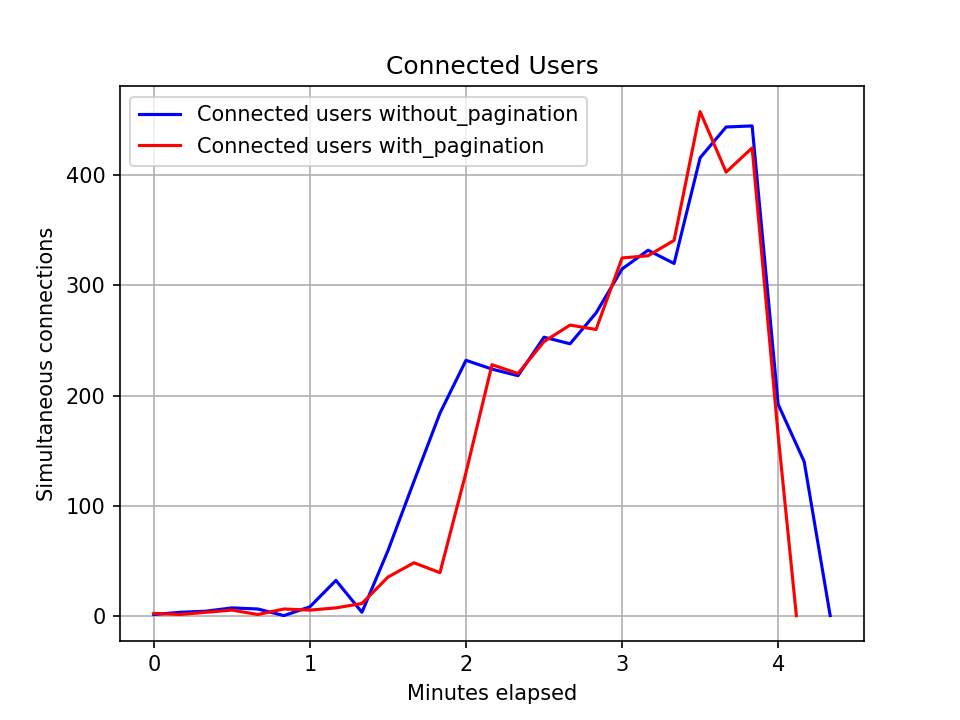 Connected Users
Connected users without_pagination
Connected users with_pagination
Simultaneous connections
400
300
200
100
0
0 1 2 3 4
Minutes elapsed